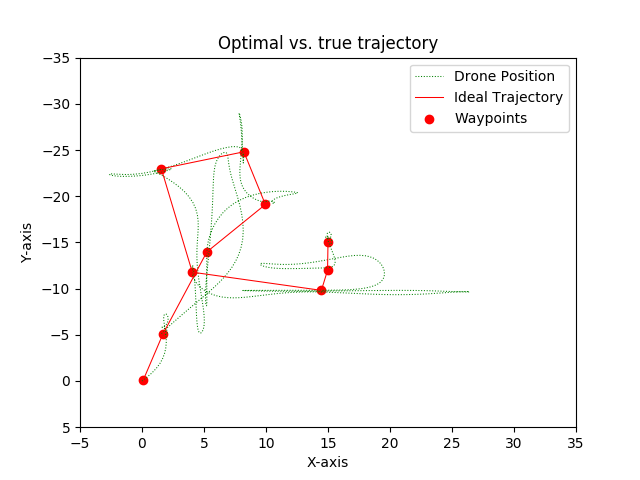 Optimal vs. true trajectory
Drone Position
Ideal Trajectory
Waypoints
Y-axis
−35
−30
−25
−20
−15
−10
−5
0
5
−5 0 5 10 15 20 25 30 35
X-axis